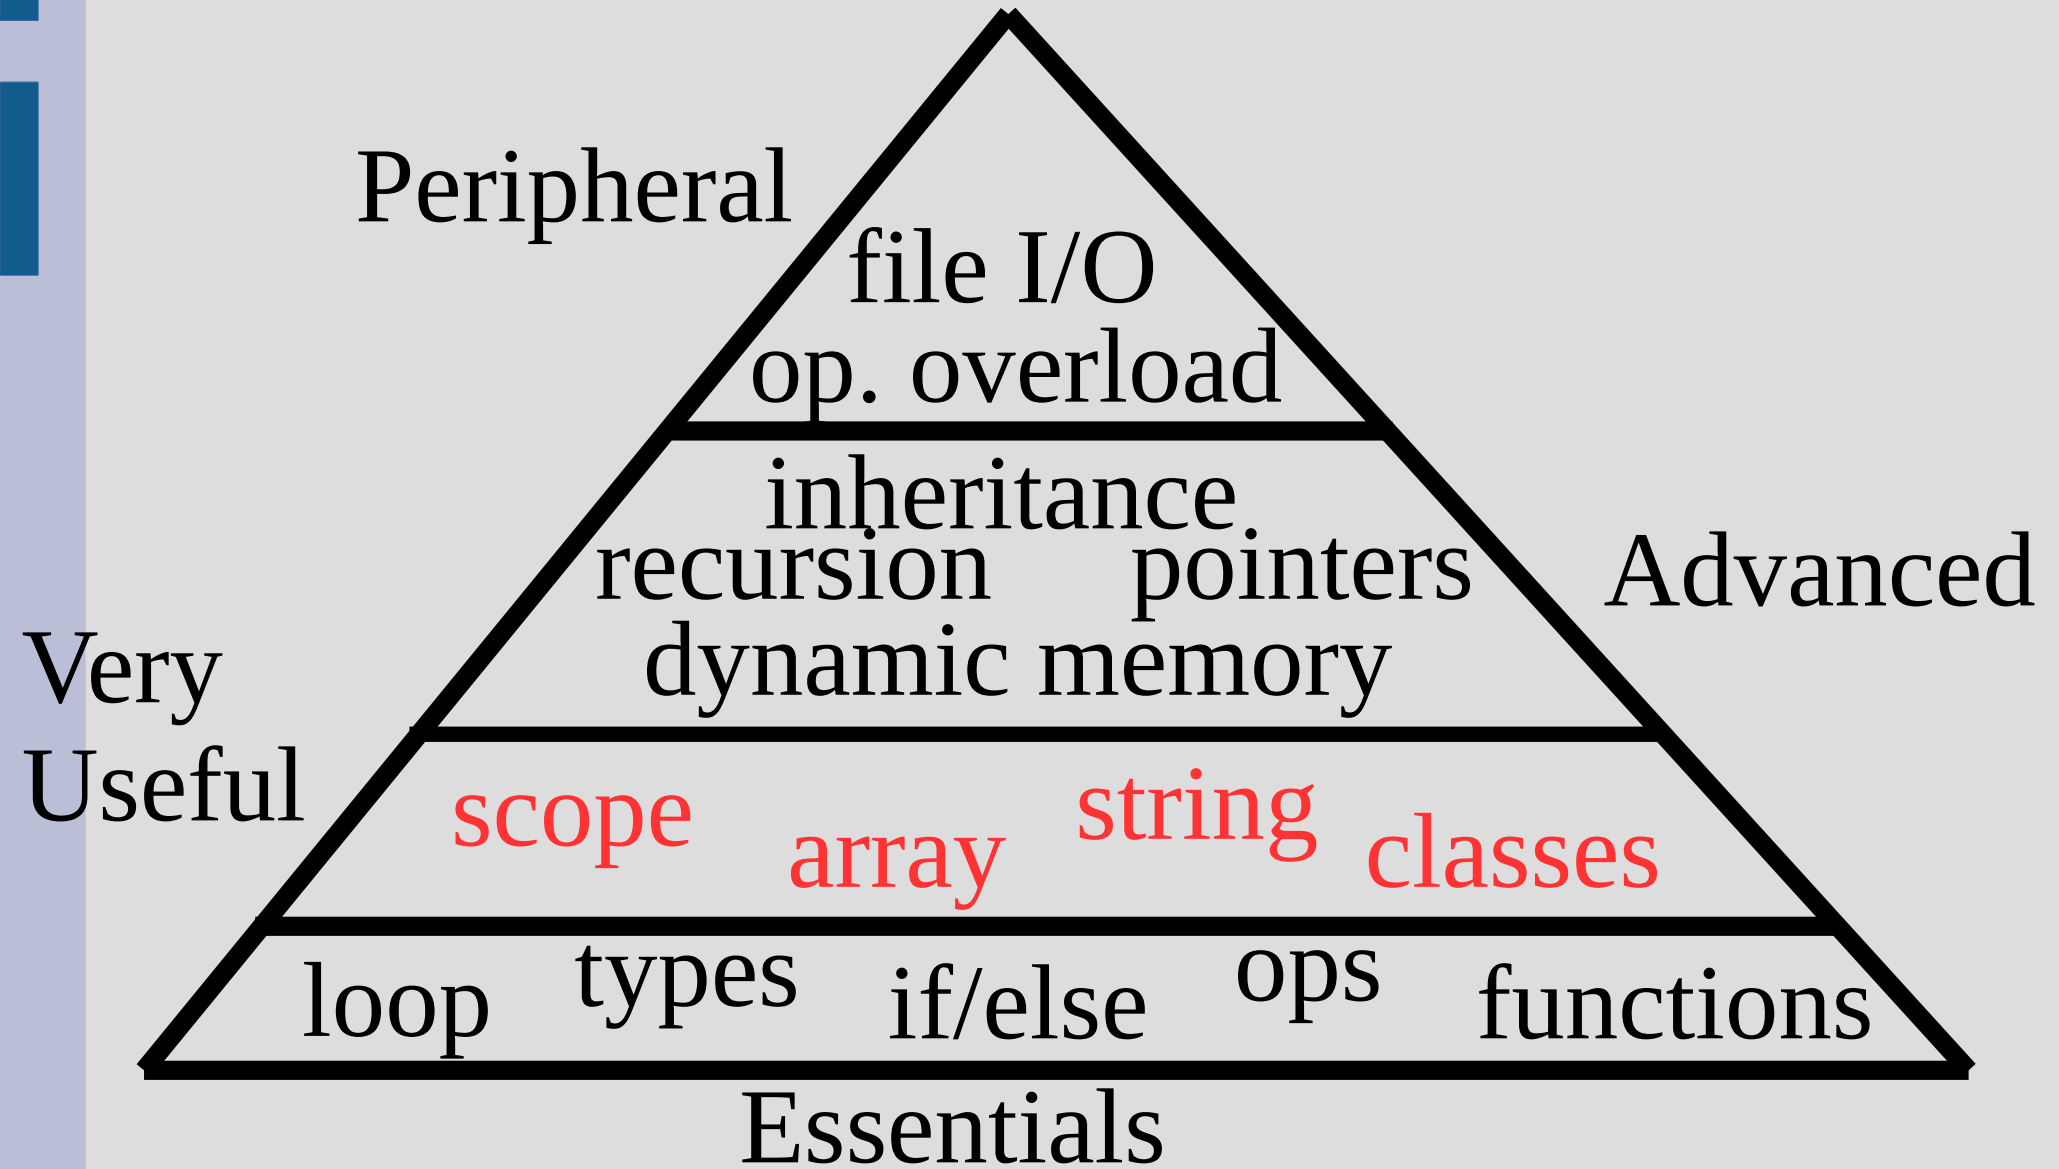 Peripheral
file I/O
op. overload
inheritance
recursion pointers
Advanced
dynamic memory
Very
Useful
scope array string classes
loop types if/else ops functions
Essentials